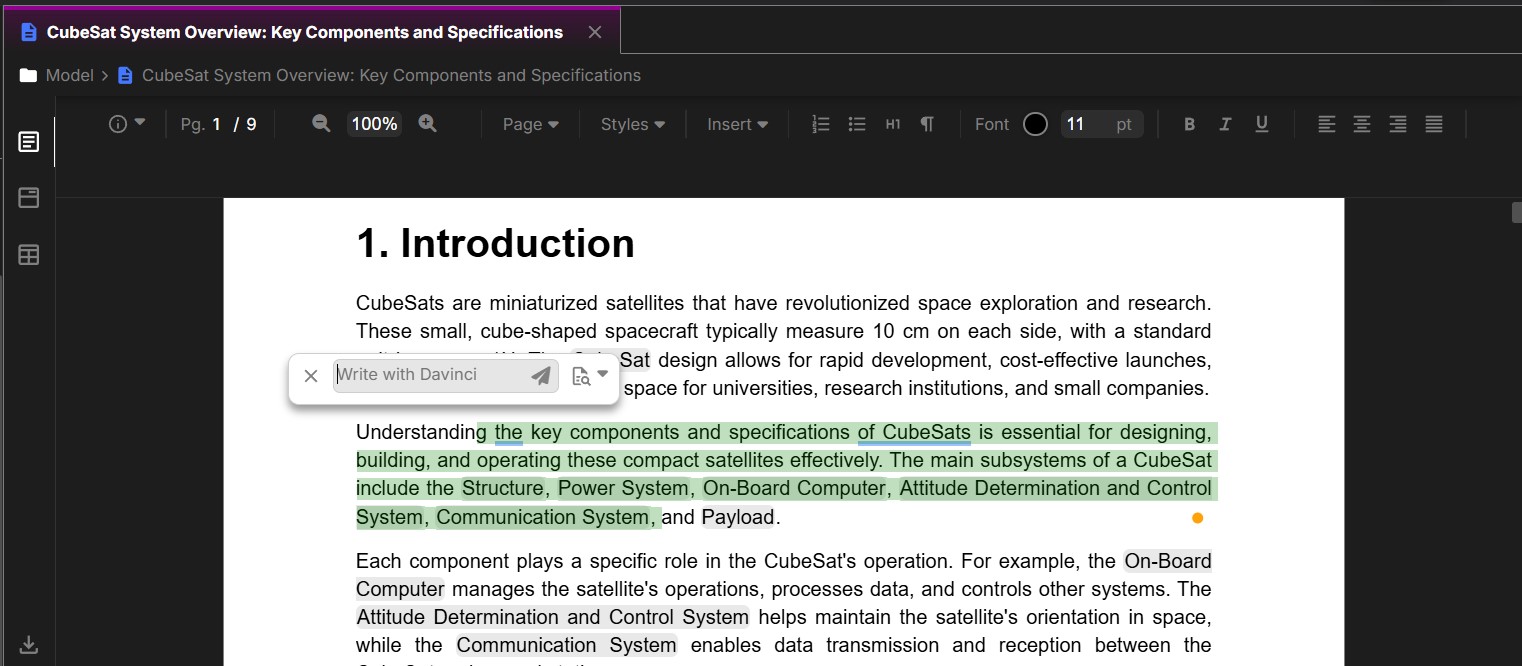 CubeSat System Overview: Key Components and Specifications
Model > CubeSat System Overview: Key Components and Specifications
Pg. 1 / 9 100% Page Styles Insert H1 ¶ Font 11 pt B I U
1. Introduction
CubeSats are miniaturized satellites that have revolutionized space exploration and research.
These small, cube-shaped spacecraft typically measure 10 cm on each side, with a standard
Sat design allows for rapid development, cost-effective launches,
Write with Davinci
space for universities, research institutions, and small companies.
Understanding the key components and specifications of CubeSats is essential for designing,
building, and operating these compact satellites effectively. The main subsystems of a CubeSat
include the Structure, Power System, On-Board Computer, Attitude Determination and Control
System, Communication System, and Payload.
Each component plays a specific role in the CubeSat's operation. For example, the On-Board
Computer manages the satellite's operations, processes data, and controls other systems. The
Attitude Determination and Control System helps maintain the satellite's orientation in space,
while the Communication System enables data transmission and reception between the